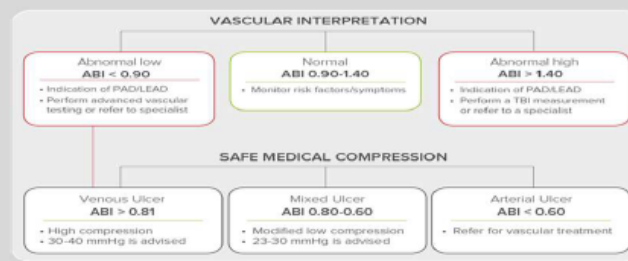 VASCULAR INTERPRETATION
Abnormal low
ABI < 0.90
• Indication of PAD/LEAD
• Perform advanced vascular
testing or refer to specialist
Normal
ABI 0.90-1.40
• Monitor risk factors/symptoms
Abnormal high
ABI > 1.40
• Indication of PAD/LEAD
• Perform a TBI measurement
or refer to a specialist
SAFE MEDICAL COMPRESSION
Venous Ulcer
ABI > 0.81
• High compression
• 30-40 mmHg is advised
Mixed Ulcer
ABI 0.80-0.60
• Modified low compression
• 23-30 mmHg is advised
Arterial Ulcer
ABI < 0.60
• Refer for vascular treatment